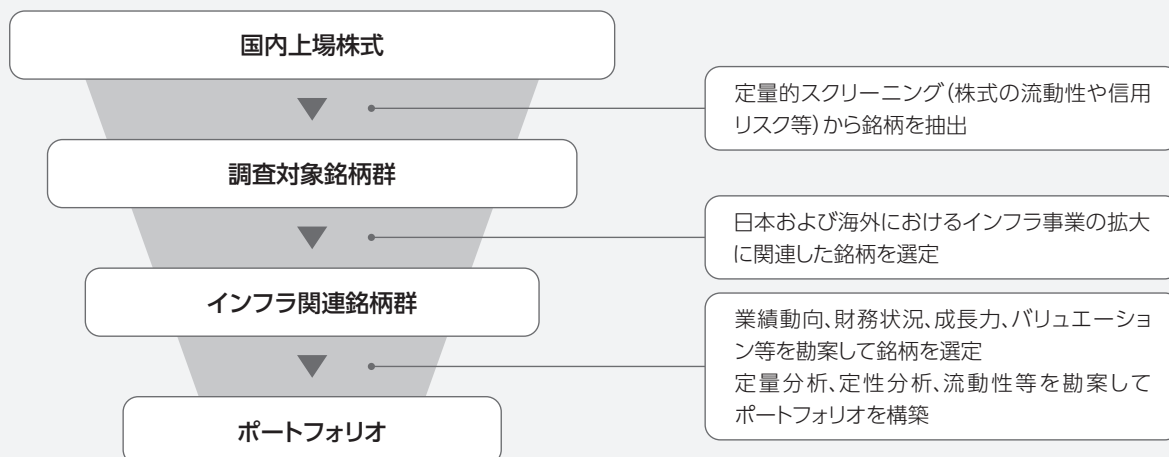 国内上場株式
定量的スクリーニング(株式の流動性や信用
リスク等)から銘柄を抽出
調査対象銘柄群
日本および海外におけるインフラ事業の拡大
に関連した銘柄を選定
インフラ関連銘柄群
業績動向、財務状況、成長力、バリュエーショ
ン等を勘案して銘柄を選定
定量分析、定性分析、流動性等を勘案して
ポートフォリオを構築
ポートフォリオ